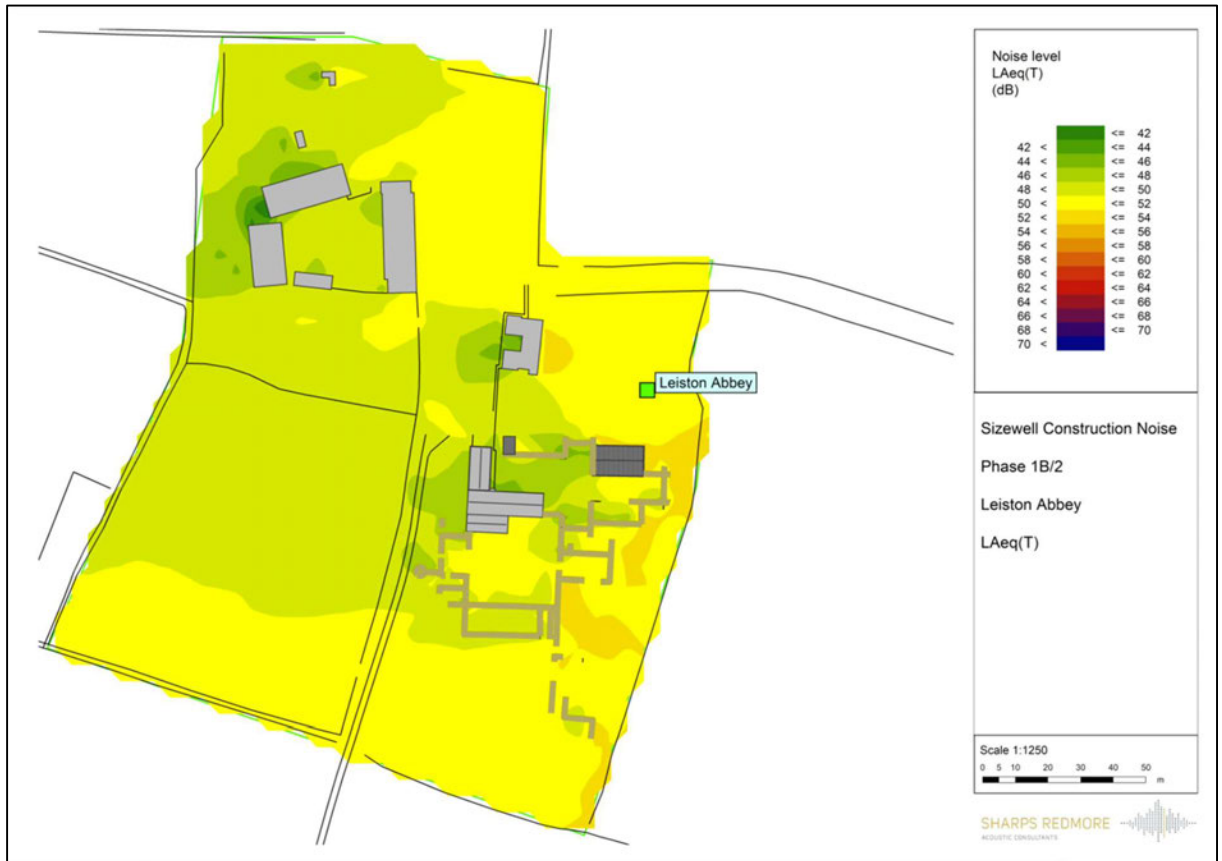 Noise level
LAeq(T)
(dB)
<= 42
42 < <= 44
44 < <= 46
46 < <= 48
48 < <= 50
50 < <= 52
52 < <= 54
54 < <= 56
56 < <= 58
58 < <= 60
60 < <= 62
62 < <= 64
64 < <= 66
66 < <= 68
68 < <= 70
70 <
Leiston Abbey
Sizewell Construction Noise
Phase 1B/2
Leiston Abbey
LAeq(T)
Scale 1:1250
0 5 10 20 30 40 50
m
SHARPS REDMORE
ACOUSTIC CONSULTANTS